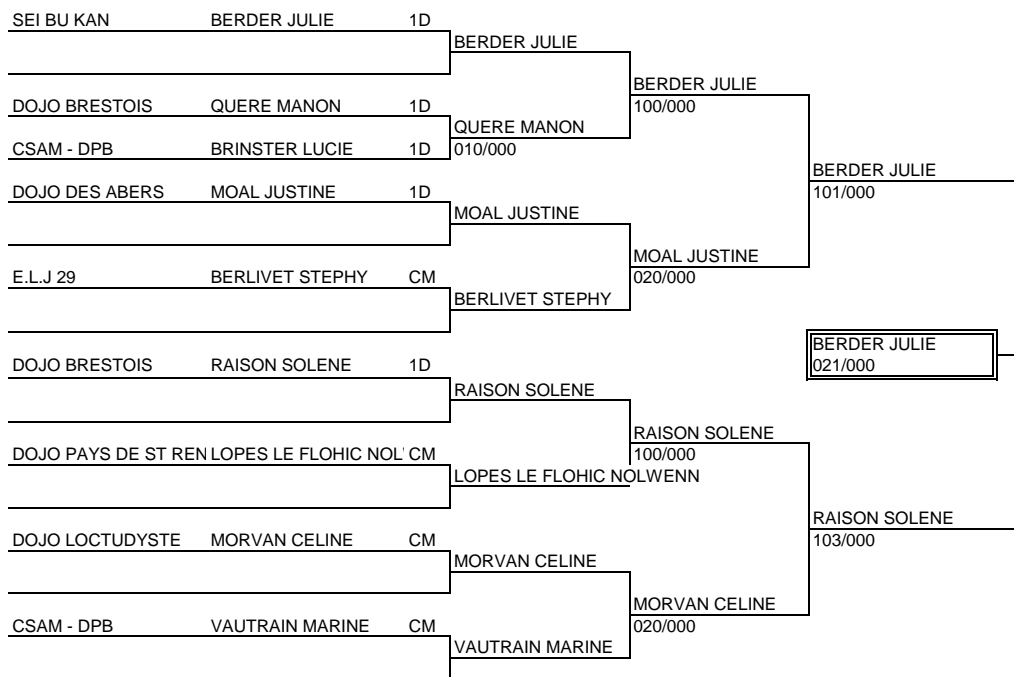 SEI BU KAN BERDER JULIE 1D
BERDER JULIE
BERDER JULIE
100/000
DOJO BRESTOIS QUERE MANON 1D
QUERE MANON
010/000
CSAM - DPB BRINSTER LUCIE 1D
BERDER JULIE
101/000
DOJO DES ABERS MOAL JUSTINE 1D
MOAL JUSTINE
MOAL JUSTINE
020/000
E.L.J 29 BERLIVET STEPHY CM
BERLIVET STEPHY
BERDER JULIE
021/000
DOJO BRESTOIS RAISON SOLENE 1D
RAISON SOLENE
RAISON SOLENE
100/000
DOJO PAYS DE ST REN LOPES LE FLOHIC NOL' CM
LOPES LE FLOHIC NOLWENN
RAISON SOLENE
103/000
DOJO LOCTUDYSTE MORVAN CELINE CM
MORVAN CELINE
MORVAN CELINE
020/000
CSAM - DPB VAUTRAIN MARINE CM
VAUTRAIN MARINE